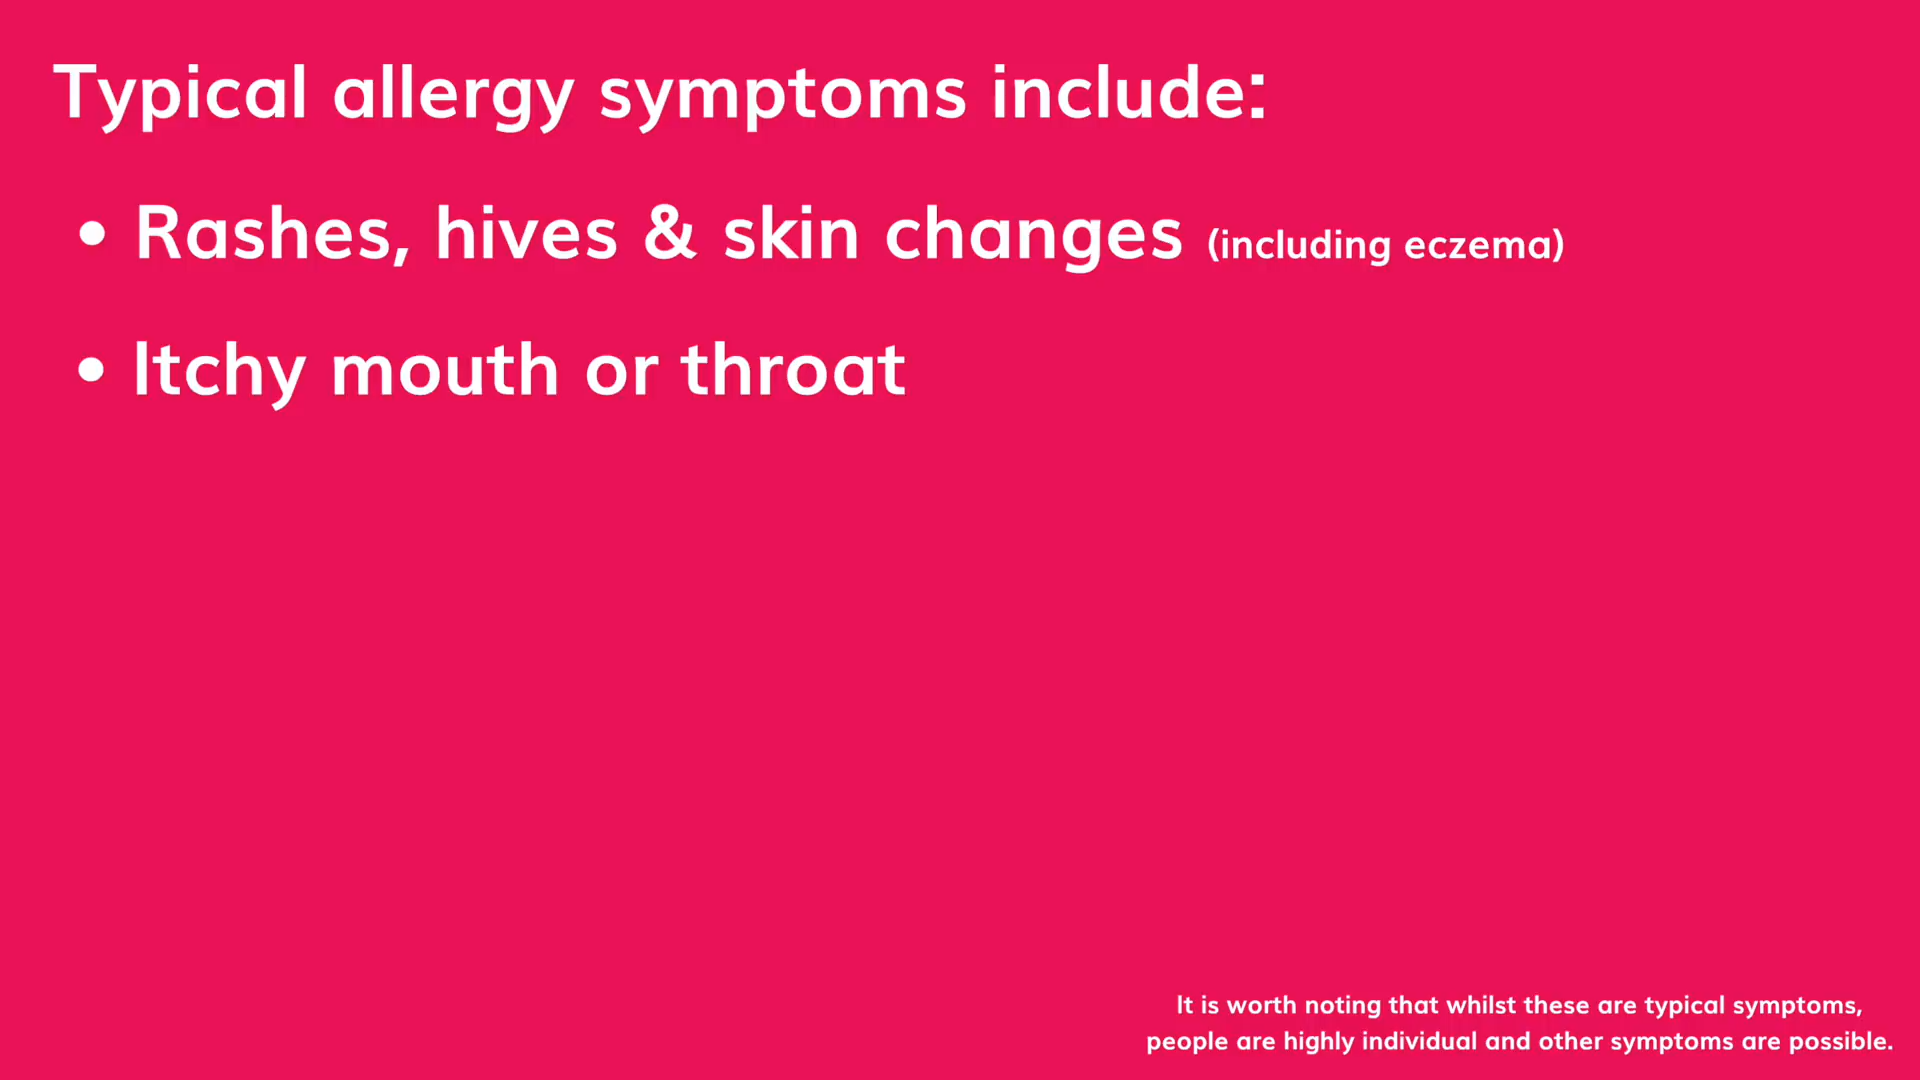 Typical allergy symptoms include:
• Rashes, hives & skin changes (including eczema)
• Itchy mouth or throat
It is worth noting that whilst these are typical symptoms,
people are highly individual and other symptoms are possible.